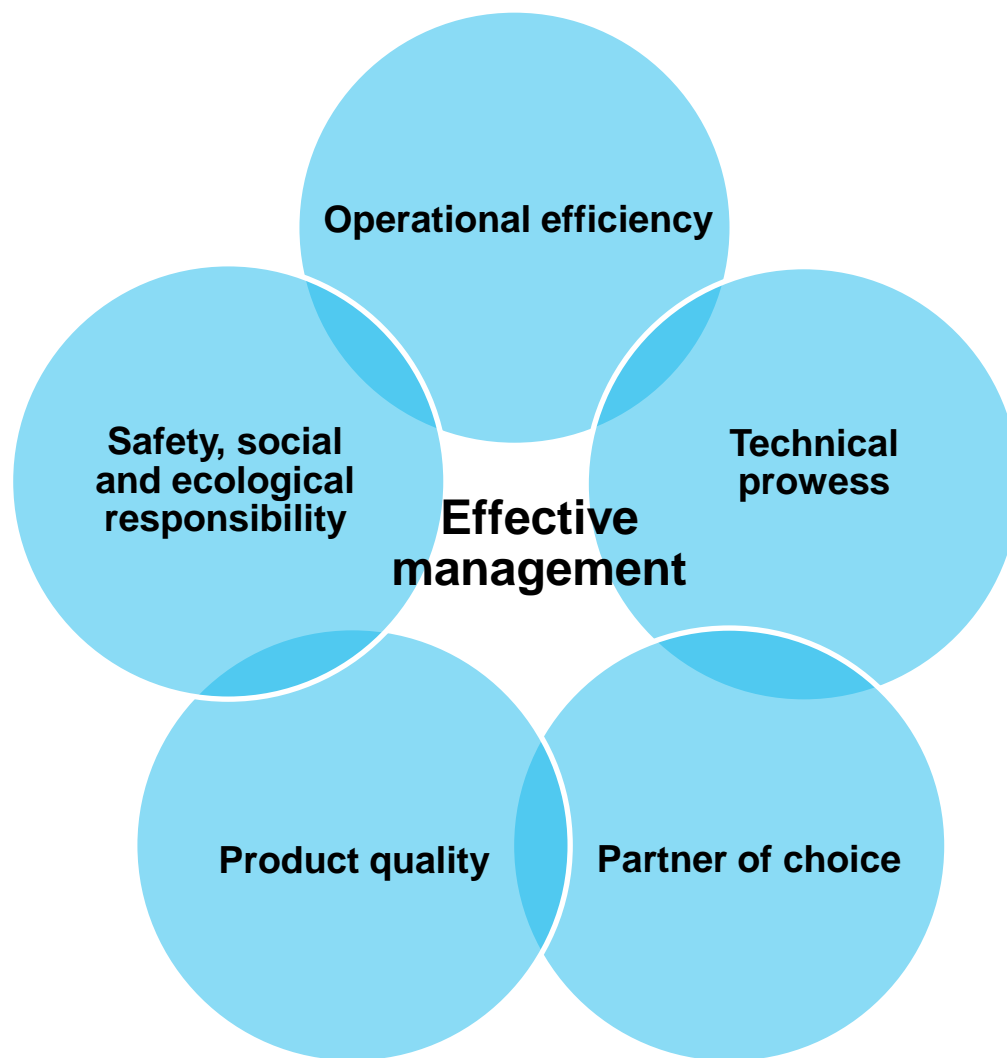 Operational efficiency
Safety, social
and ecological
responsibility
Technical
prowess
Effective
management
Product quality
Partner of choice